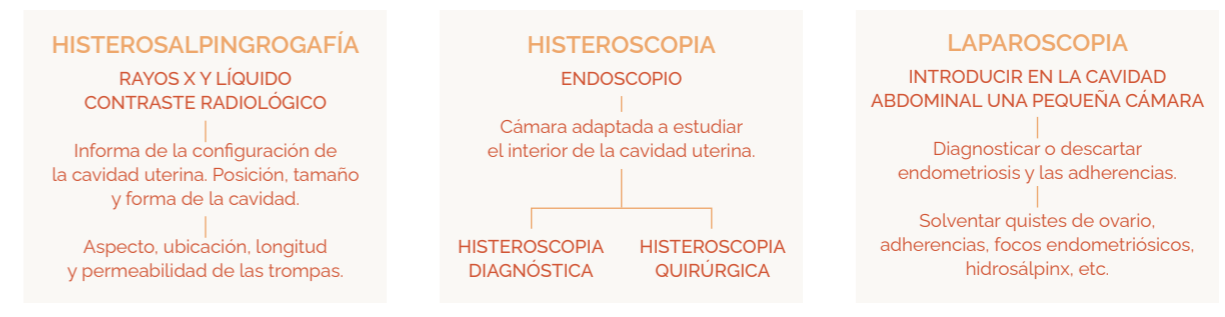 HISTEROSALPINGROGAFÍA
RAYOS X Y LÍQUIDO
CONTRASTE RADIOLÓGICO
Informa de la configuración de
la cavidad uterina. Posición, tamaño
y forma de la cavidad.
Aspecto, ubicación, longitud
y permeabilidad de las trompas.
HISTEROSCOPIA
ENDOSCOPIO
Cámara adaptada a estudiar
el interior de la cavidad uterina.
HISTEROSCOPIA
DIAGNÓSTICA
HISTEROSCOPIA
QUIRÚRGICA
LAPAROSCOPIA
INTRODUCIR EN LA CAVIDAD
ABDOMINAL UNA PEQUEÑA CÁMARA
Diagnosticar o descartar
endometriosis y las adherencias.
Solventar quistes de ovario,
adherencias, focos endometriósicos,
hidrosálpinx, etc.